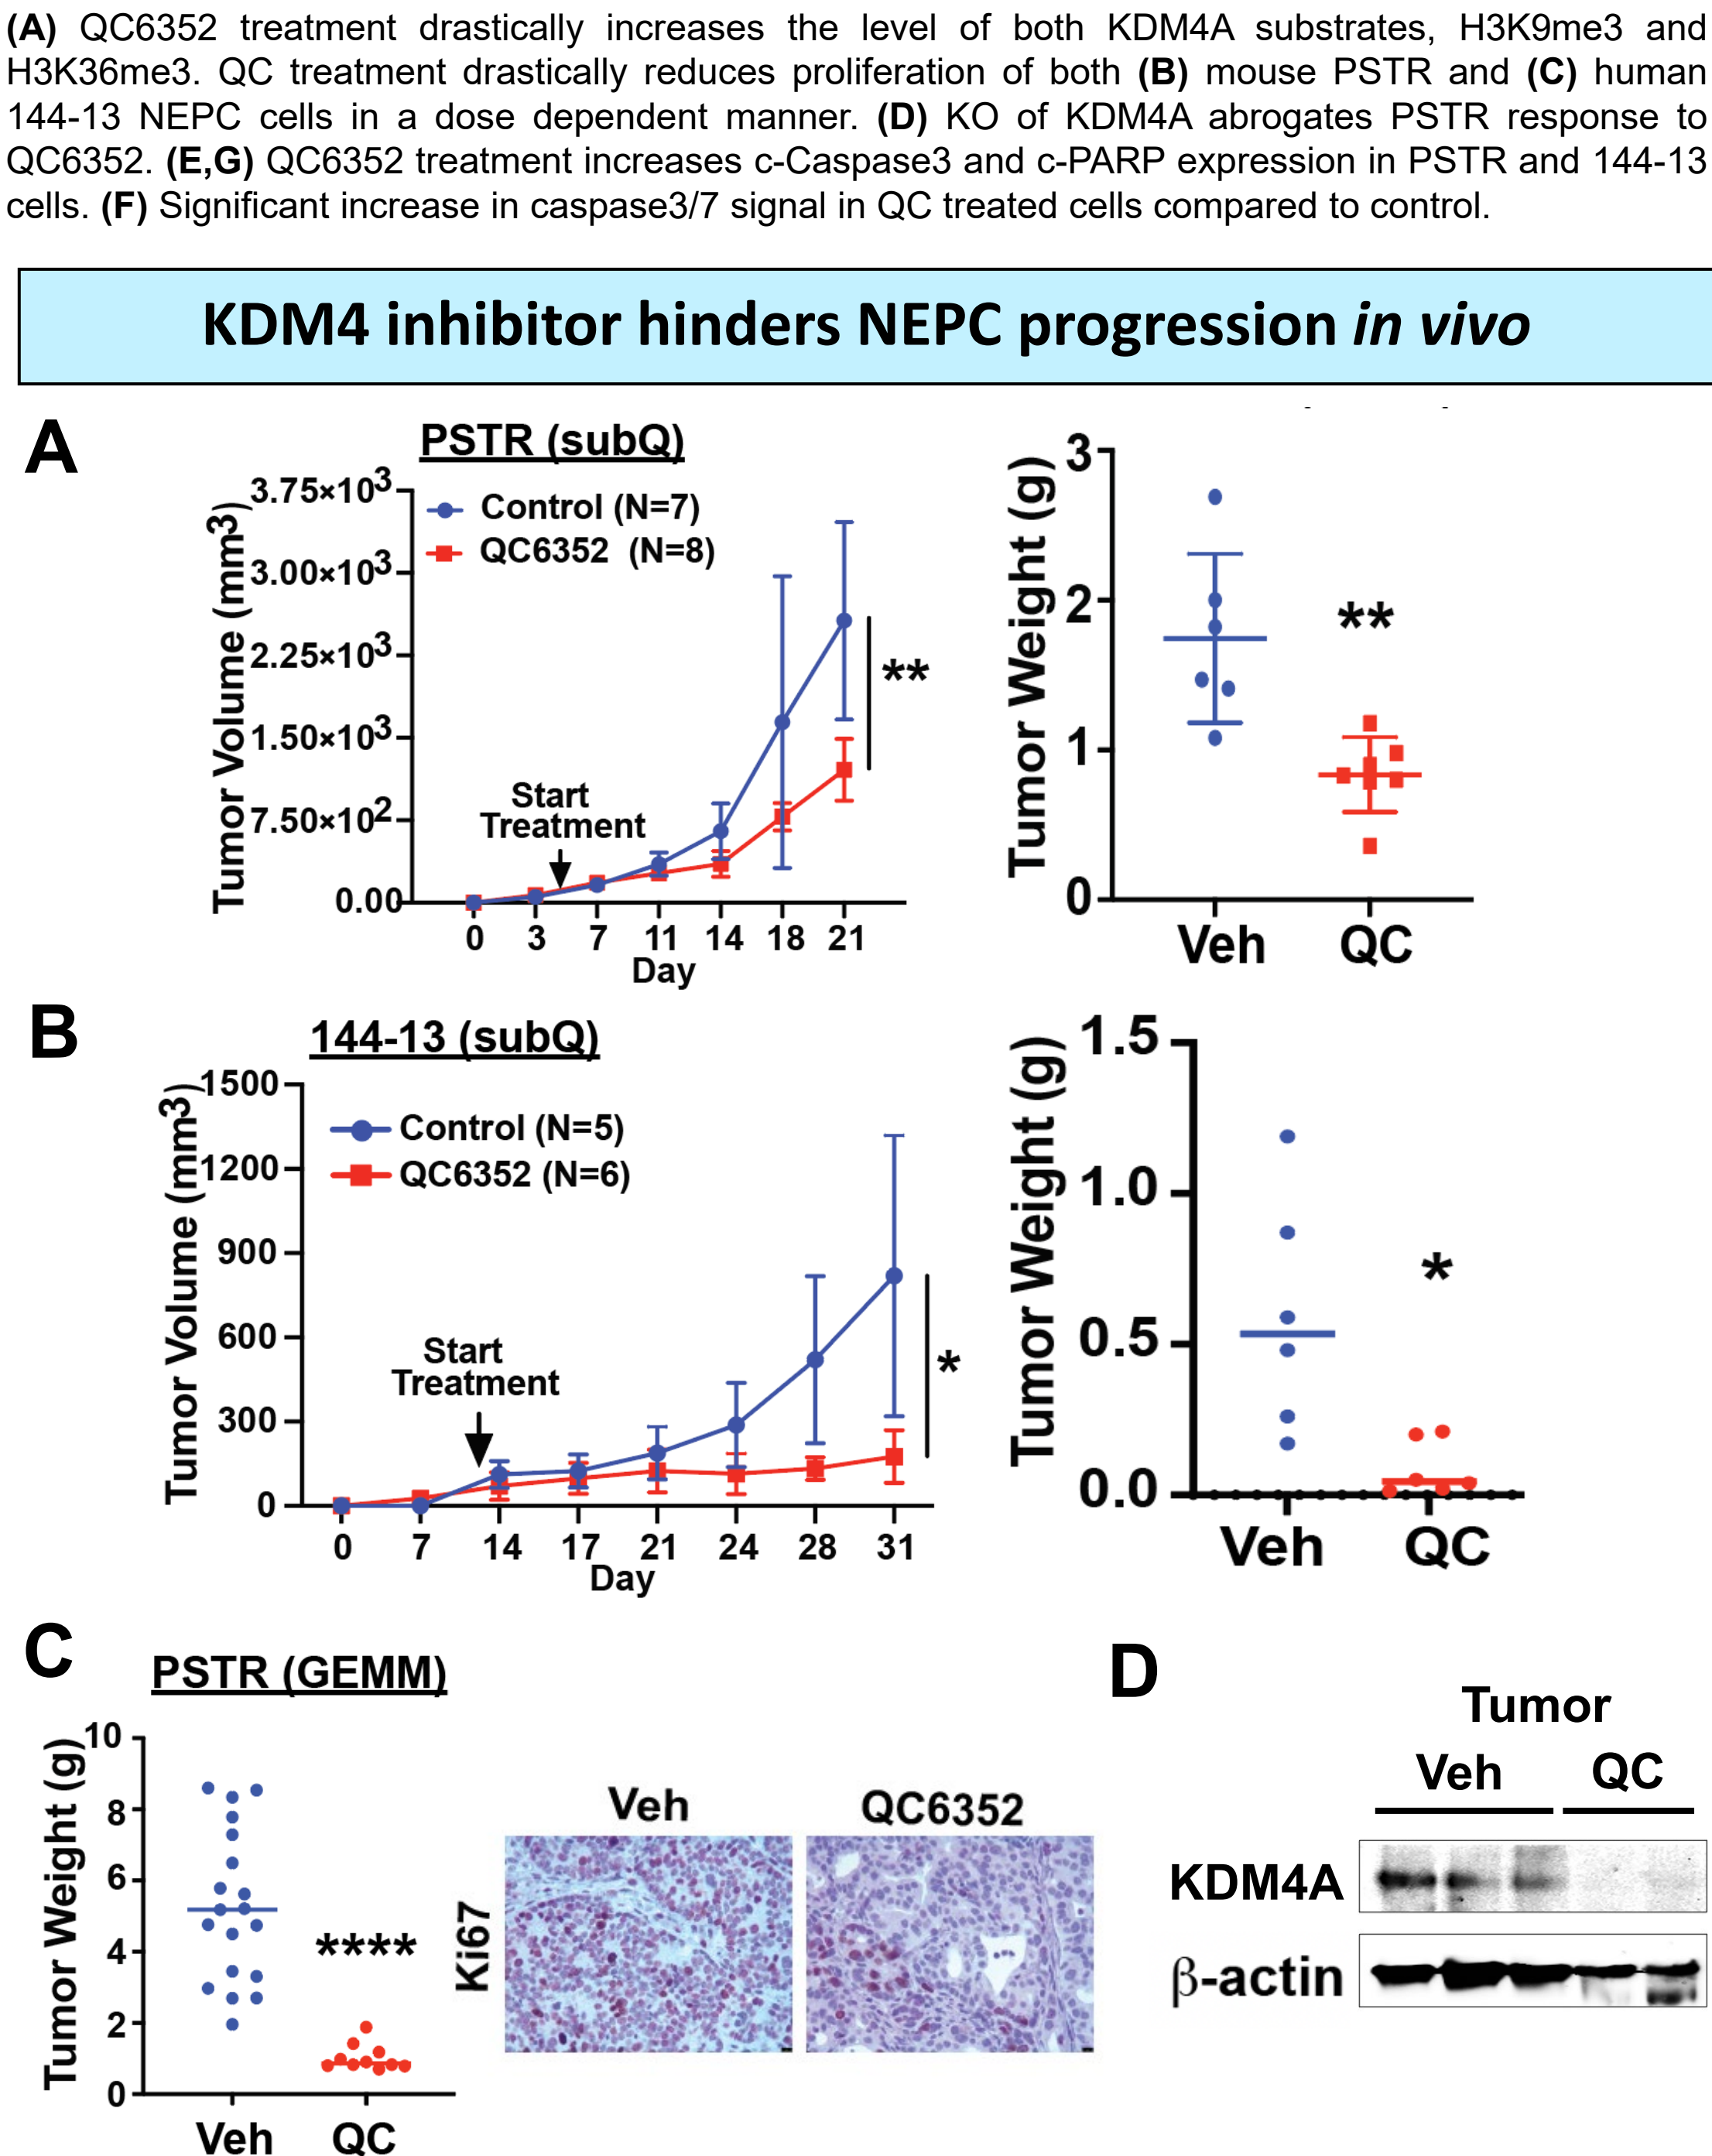 (A) QC6352 treatment drastically increases the level of both KDM4A substrates, H3K9me3 and
H3K36me3. QC treatment drastically reduces proliferation of both (B) mouse PSTR and (C) human
144-13 NEPC cells in a dose dependent manner. (D) KO of KDM4A abrogates PSTR response to
QC6352. (E,G) QC6352 treatment increases c-Caspase3 and c-PARP expression in PSTR and 144-13
cells. (F) Significant increase in caspase3/7 signal in QC treated cells compared to control.
KDM4 inhibitor hinders NEPC progression in vivo
A
PSTR (subQ)
Tumor Volume (mm3)
3.75×103
3.00×103
2.25×103
1.50×103
7.50×102
0.00
Control (N=7)
QC6352 (N=8)
Start
Treatment
**
0 3 7 11 14 18 21
Day
Tumor Weight (g)
3
2
1
0
**
Veh QC
B
144-13 (subQ)
Tumor Volume (mm3)
1500
1200
900
600
300
0
Control (N=5)
QC6352 (N=6)
Start
Treatment
*
0 7 14 17 21 24 28 31
Day
Tumor Weight (g)
1.5
1.0
0.5
0.0
*
Veh QC
C
PSTR (GEMM)
Tumor Weight (g)
10
8
6
4
2
0
****
Veh QC
Veh QC6352
Ki67
D
Tumor
Veh QC
KDM4A
β-actin